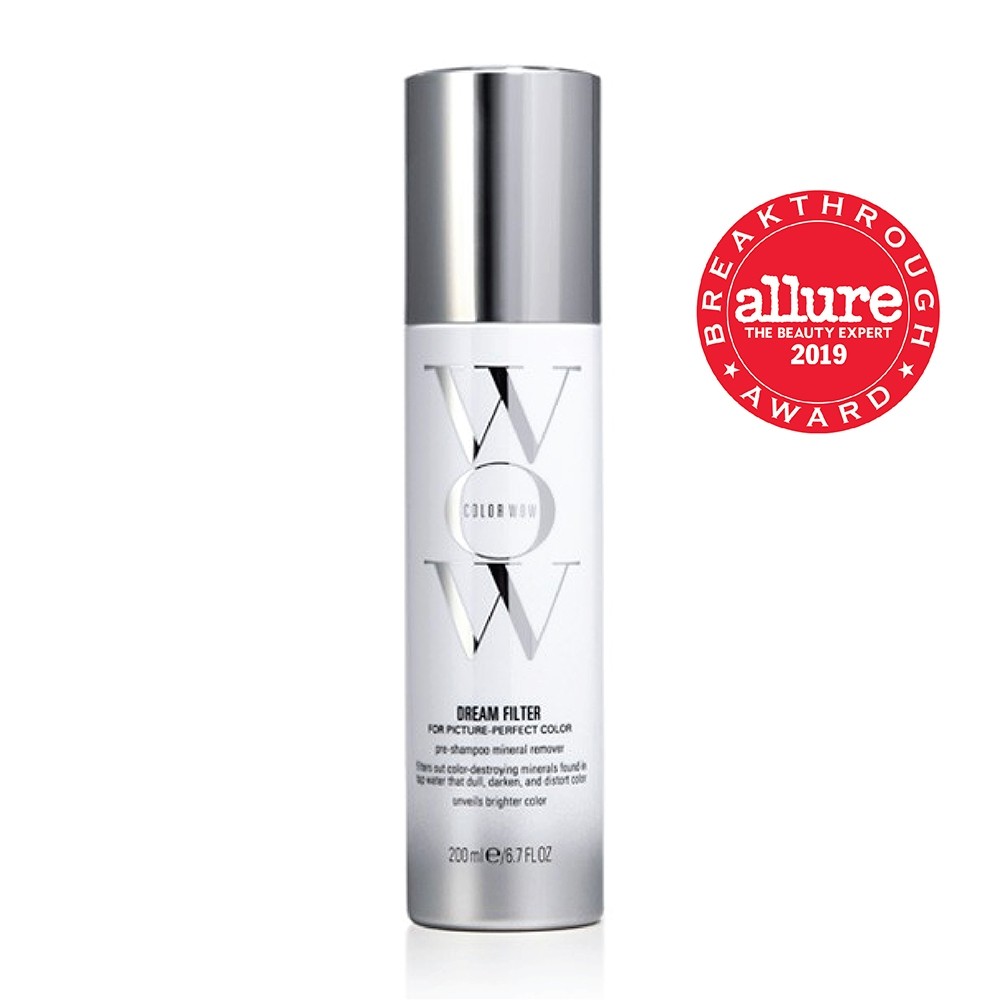 W
O
COLOR WOW
W
DREAM FILTER
FOR PICTURE-PERFECT COLOR
pre-shampoo mineral remover
filters out color-destroying minerals found in
tap water that dull, darken, and distort color
unveils brighter color
200 ml e/6.7 FL OZ
BREAKTHROUGH
allure
THE BEAUTY EXPERT
2019
AWARD